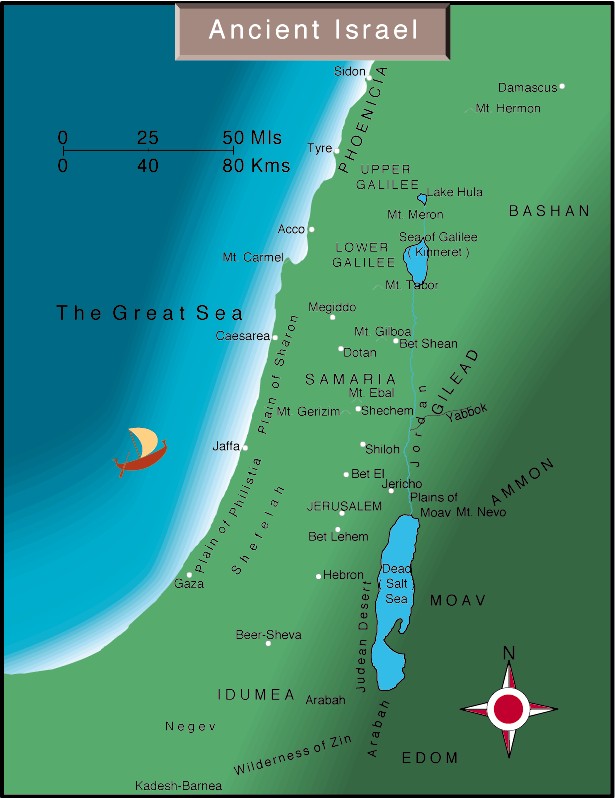 Ancient Israel
Sidon
Damascus
Mt. Hermon
PHOENICIA
0 25 50 Mls
0 40 80 Kms
Tyre
UPPER
GALILEE
Lake Hula
Mt. Meron
BASHAN
Acco
Sea of Galilee
( Kinneret )
LOWER
GALILEE
Mt. Carmel
Mt. Tabor
The Great Sea
Megiddo
Mt. Gilboa
Caesarea
Bet Shean
Dotan
Plain of Sharon
GILEAD
SAMARIA
Mt. Ebal
Mt. Gerizim
Shechem
Yabbok
Jordan
Jaffa
Shiloh
Bet El
Jericho
AMMON
Plains of
Moav
Mt. Nevo
Plain of Philistia
Shefelah
JERUSALEM
Bet Lehem
Gaza
Hebron
Dead
Salt
Sea
MOAV
Judean Desert
Beer-Sheva
N
IDUMEA
Arabah
Negev
Arabah
Wilderness of Zin
EDOM
Kadesh-Barnea